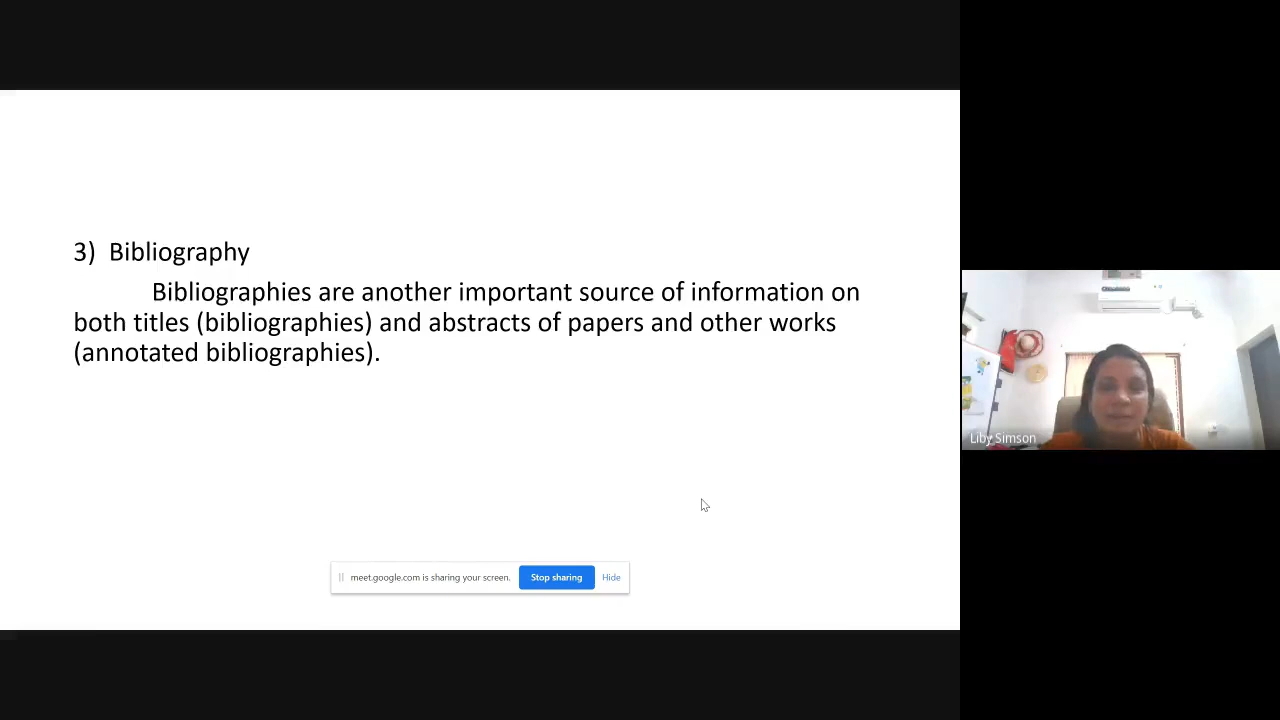 3) Bibliography
Bibliographies are another important source of information on
both titles (bibliographies) and abstracts of papers and other works
(annotated bibliographies).
meet.google.com is sharing your screen.
Stop sharing
Hide
Liby Simson